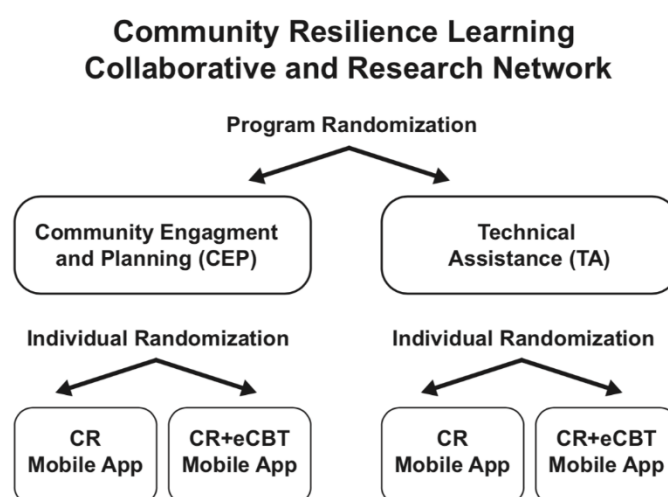 Community Resilience Learning
Collaborative and Research Network
Program Randomization
Community Engagment
and Planning (CEP)
Technical
Assistance (TA)
Individual Randomization
Individual Randomization
CR
Mobile App
CR+eCBT
Mobile App
CR
Mobile App
CR+eCBT
Mobile App